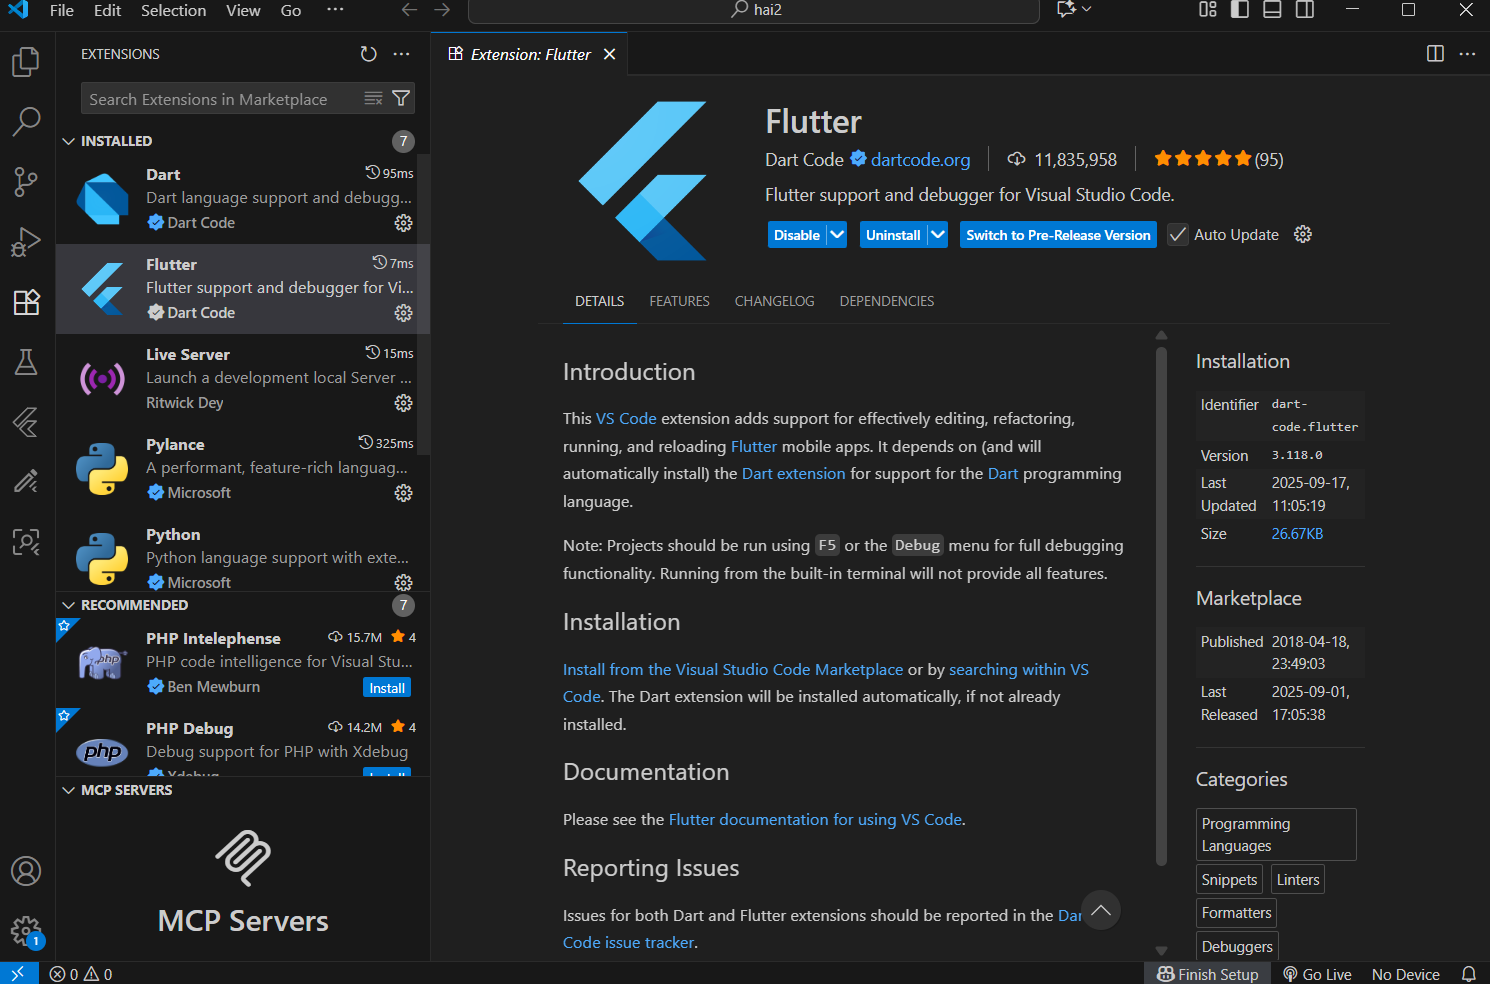 File Edit Selection View Go ...
hai2
EXTENSIONS
Search Extensions in Marketplace
INSTALLED 7
Dart 95ms
Dart language support and debugg...
Dart Code
Flutter 7ms
Flutter support and debugger for Vi...
Dart Code
Live Server 15ms
Launch a development local Server ...
Ritwick Dey
Pylance 325ms
A performant, feature-rich languag...
Microsoft
Python
Python language support with exte...
Microsoft
RECOMMENDED 7
PHP Intelephense 15.7M 4
PHP code intelligence for Visual Stu...
Ben Mewburn Install
PHP Debug 14.2M 4
Debug support for PHP with Xdebug
php
Xdebug Install
MCP SERVERS
MCP Servers
Extension: Flutter
Flutter
Dart Code dartcode.org 11,835,958 (95)
Flutter support and debugger for Visual Studio Code.
Disable Uninstall Switch to Pre-Release Version Auto Update
DETAILS FEATURES CHANGELOG DEPENDENCIES
Introduction
This VS Code extension adds support for effectively editing, refactoring,
running, and reloading Flutter mobile apps. It depends on (and will
automatically install) the Dart extension for support for the Dart programming
language.
Note: Projects should be run using F5 or the Debug menu for full debugging
functionality. Running from the built-in terminal will not provide all features.
Installation
Install from the Visual Studio Code Marketplace or by searching within VS
Code. The Dart extension will be installed automatically, if not already
installed.
Documentation
Please see the Flutter documentation for using VS Code.
Reporting Issues
Issues for both Dart and Flutter extensions should be reported in the Dar
Code issue tracker.
Installation
Identifier dart-
code.flutter
Version 3.118.0
Last 2025-09-17,
Updated 11:05:19
Size 26.67KB
Marketplace
Published 2018-04-18,
23:49:03
Last 2025-09-01,
Released 17:05:38
Categories
Programming
Languages
Snippets Linters
Formatters
Debuggers
1
0 0 Finish Setup Go Live No Device